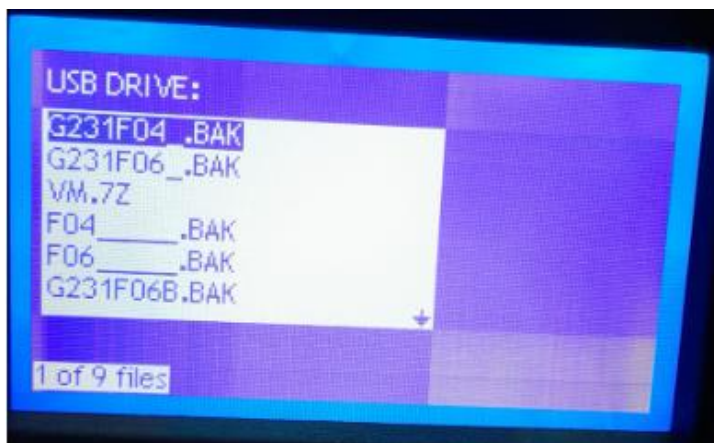 USB DRIVE:
G231F04_.BAK
G231F06_.BAK
VM.7Z
F04_____.BAK
F06_____.BAK
G231F06B.BAK
1 of 9 files